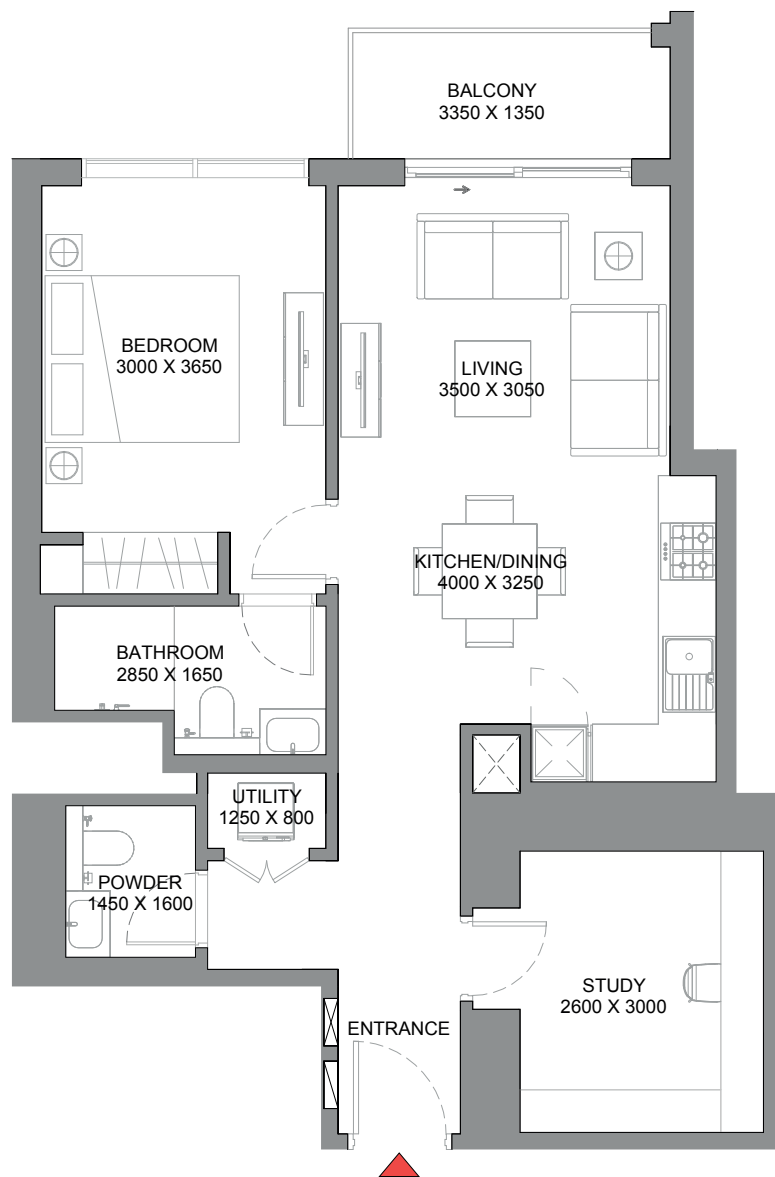 BALCONY
3350 X 1350
BEDROOM
3000 X 3650
LIVING
3500 X 3050
KITCHEN/DINING
4000 X 3250
BATHROOM
2850 X 1650
UTILITY
1250 X 800
POWDER
1450 X 1600
STUDY
2600 X 3000
ENTRANCE